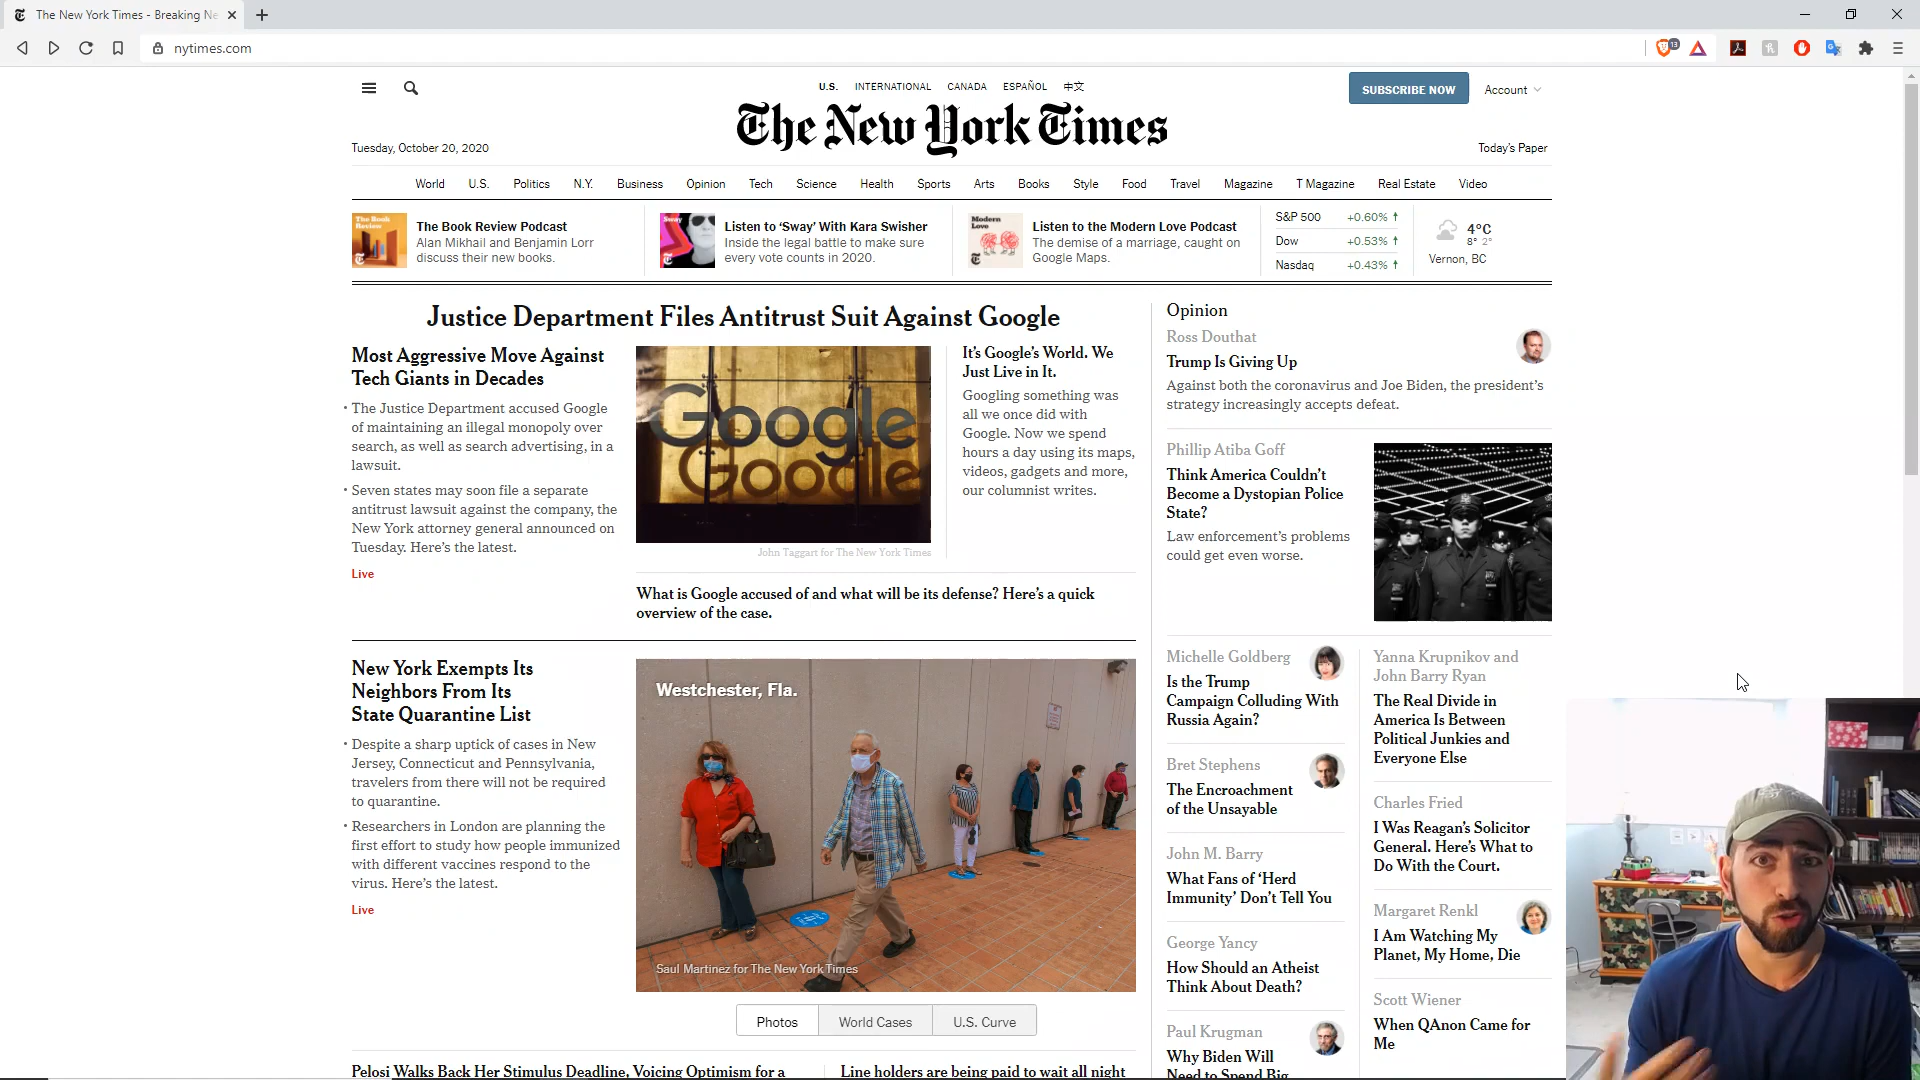 The New York Times - Breaking Ne
nytimes.com
13
U.S. INTERNATIONAL CANADA ESPAÑOL 中文
SUBSCRIBE NOW
Account
The New York Times
Tuesday, October 20, 2020
Today's Paper
World U.S. Politics N.Y. Business Opinion Tech Science Health Sports Arts Books Style Food Travel Magazine T Magazine Real Estate Video
The Book
Review
The Book Review Podcast
Alan Mikhail and Benjamin Lorr
discuss their new books.
Sway
Listen to ‘Sway’ With Kara Swisher
Inside the legal battle to make sure
every vote counts in 2020.
Modern
Love
Listen to the Modern Love Podcast
The demise of a marriage, caught on
Google Maps.
S&P 500 +0.60% ↑
Dow +0.53% ↑
Nasdaq +0.43% ↑
4°C
8° 2°
Vernon, BC
Justice Department Files Antitrust Suit Against Google
Most Aggressive Move Against
Tech Giants in Decades
• The Justice Department accused Google
of maintaining an illegal monopoly over
search, as well as search advertising, in a
lawsuit.
• Seven states may soon file a separate
antitrust lawsuit against the company, the
New York attorney general announced on
Tuesday. Here’s the latest.
Live
Google
Google
John Taggart for The New York Times
It’s Google’s World. We
Just Live in It.
Googling something was
all we once did with
Google. Now we spend
hours a day using its maps,
videos, gadgets and more,
our columnist writes.
What is Google accused of and what will be its defense? Here’s a quick
overview of the case.
New York Exempts Its
Neighbors From Its
State Quarantine List
• Despite a sharp uptick of cases in New
Jersey, Connecticut and Pennsylvania,
travelers from there will not be required
to quarantine.
• Researchers in London are planning the
first effort to study how people immunized
with different vaccines respond to the
virus. Here’s the latest.
Live
Westchester, Fla.
Saul Martinez for The New York Times
Photos World Cases U.S. Curve
Pelosi Walks Back Her Stimulus Deadline, Voicing Optimism for a
Line holders are being paid to wait all night
Opinion
Ross Douthat
Trump Is Giving Up
Against both the coronavirus and Joe Biden, the president’s
strategy increasingly accepts defeat.
Phillip Atiba Goff
Think America Couldn’t
Become a Dystopian Police
State?
Law enforcement’s problems
could get even worse.
Michelle Goldberg
Is the Trump
Campaign Colluding With
Russia Again?
Bret Stephens
The Encroachment
of the Unsayable
John M. Barry
What Fans of ‘Herd
Immunity’ Don’t Tell You
George Yancy
How Should an Atheist
Think About Death?
Paul Krugman
Why Biden Will
Need to Spend Big
Yanna Krupnikov and
John Barry Ryan
The Real Divide in
America Is Between
Political Junkies and
Everyone Else
Charles Fried
I Was Reagan’s Solicitor
General. Here’s What to
Do With the Court.
Margaret Renkl
I Am Watching My
Planet, My Home, Die
Scott Wiener
When QAnon Came for
Me